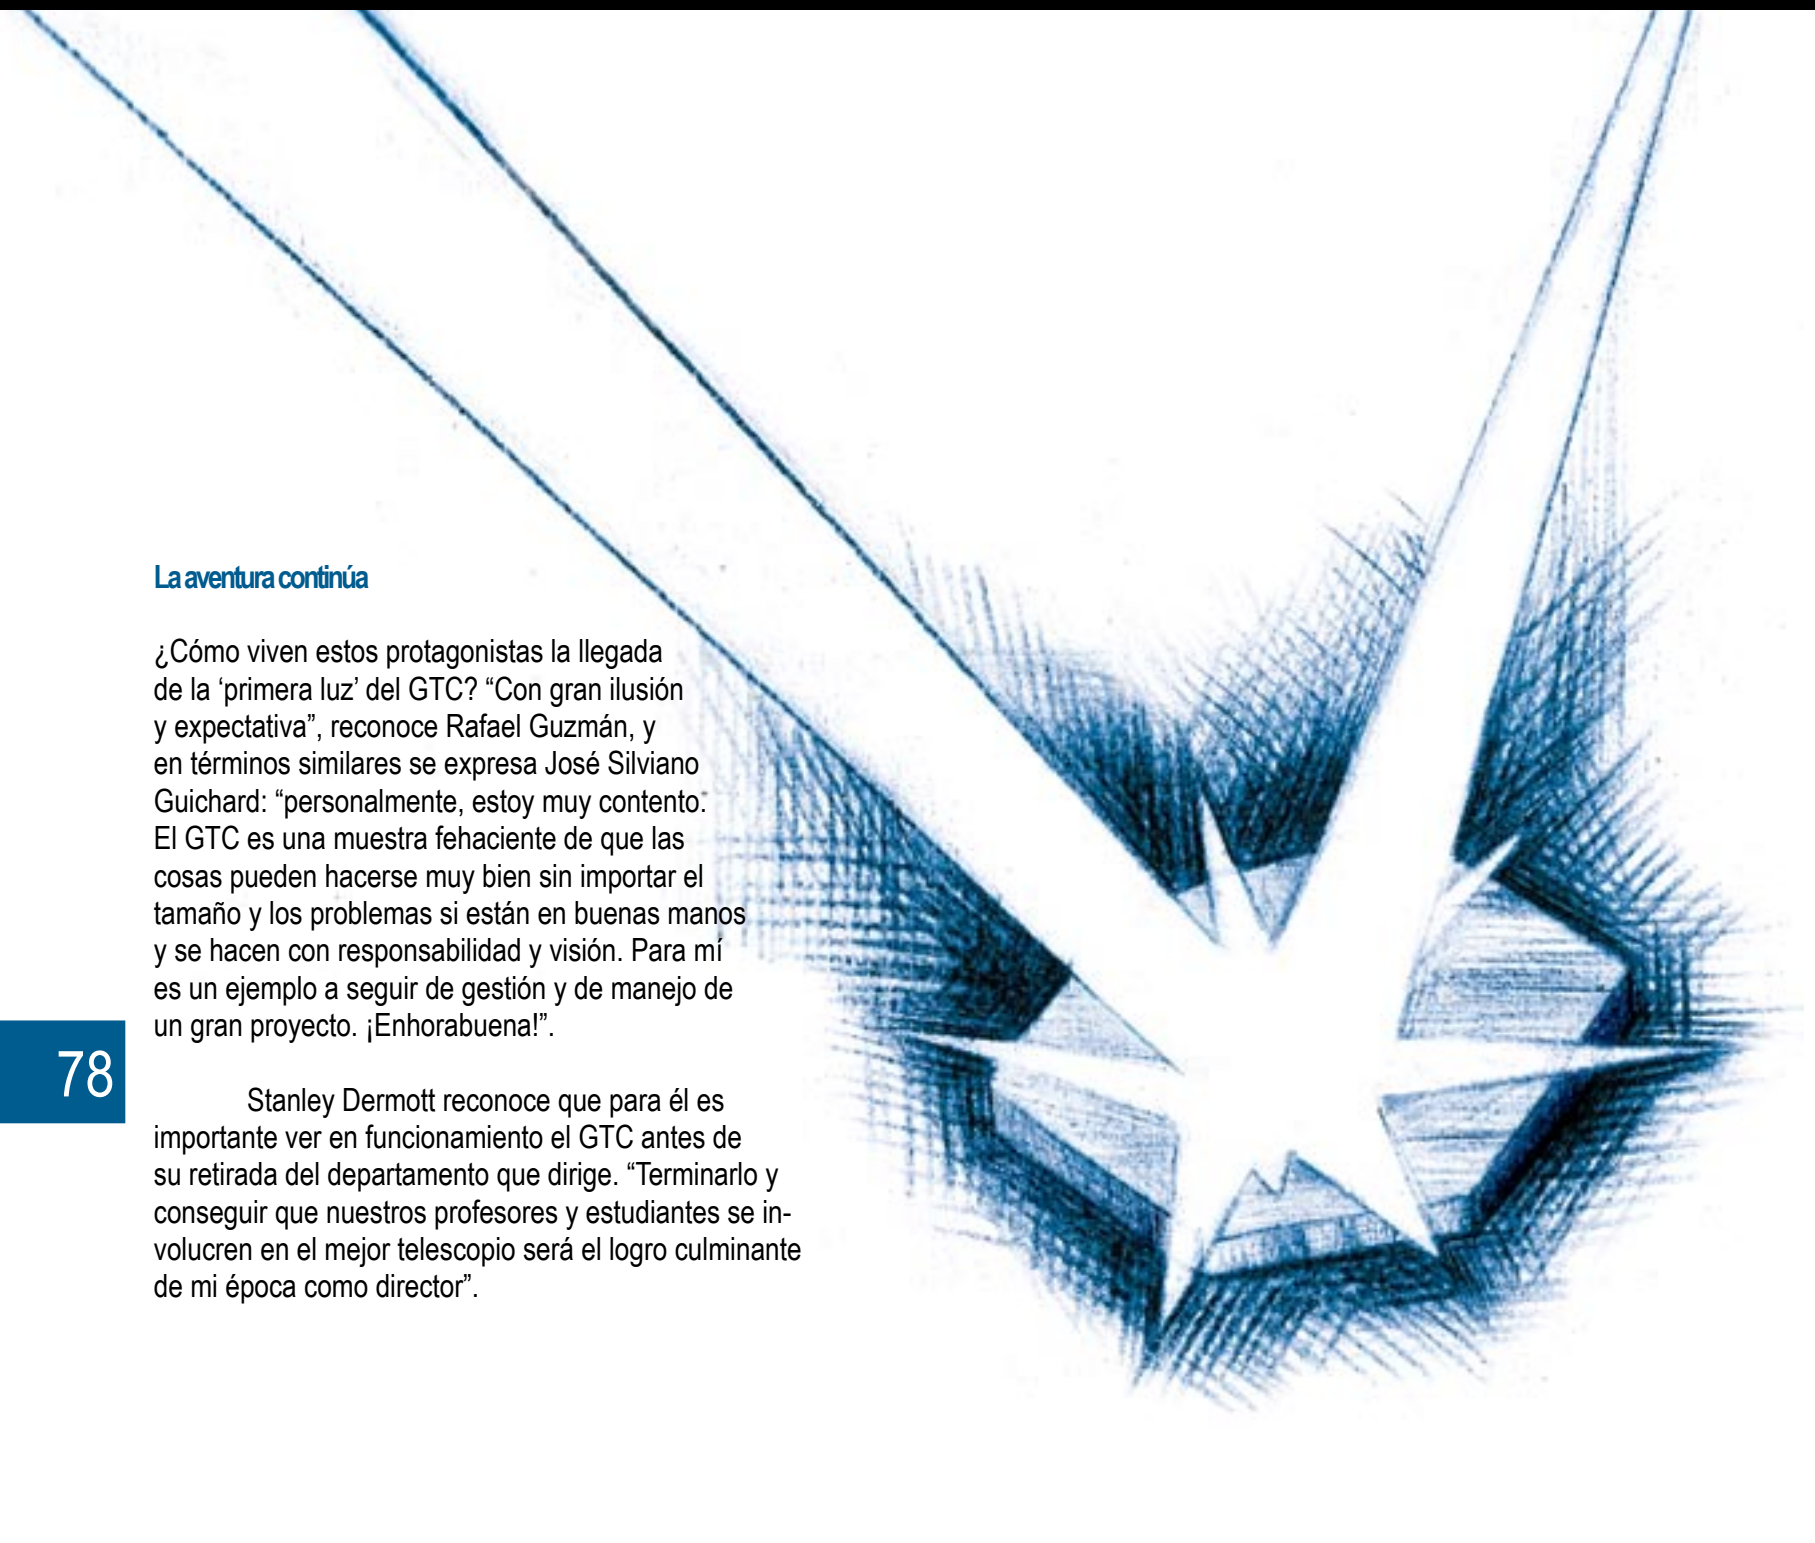 La aventura continúa
¿Cómo viven estos protagonistas la llegada
de la ‘primera luz’ del GTC? “Con gran ilusión
y expectativa”, reconoce Rafael Guzmán, y
en términos similares se expresa José Silviano
Guichard: “personalmente, estoy muy contento.
El GTC es una muestra fehaciente de que las
cosas pueden hacerse muy bien sin importar el
tamaño y los problemas si están en buenas manos
y se hacen con responsabilidad y visión. Para mí
es un ejemplo a seguir de gestión y de manejo de
un gran proyecto. ¡Enhorabuena!”.
78
Stanley Dermott reconoce que para él es
importante ver en funcionamiento el GTC antes de
su retirada del departamento que dirige. “Terminarlo y
conseguir que nuestros profesores y estudiantes se in-
volucren en el mejor telescopio será el logro culminante
de mi época como director”.